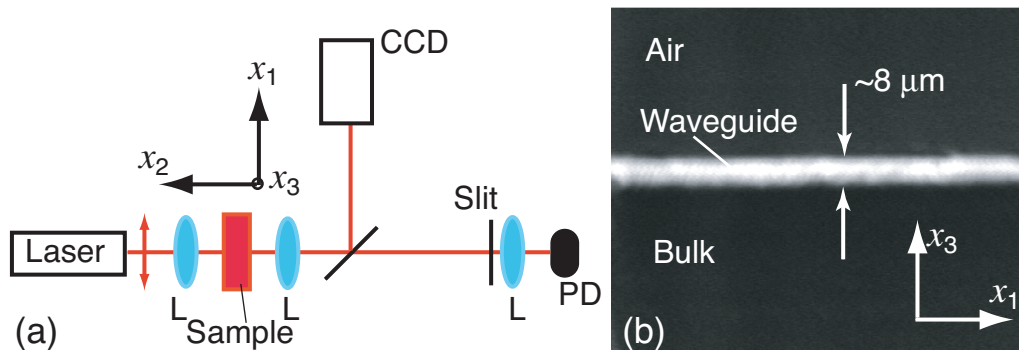 CCD
x1
x2
x3
Slit
Laser
L
L
L
PD
Sample
(a)
Air
~8 μm
Waveguide
Bulk
x3
x1
(b)